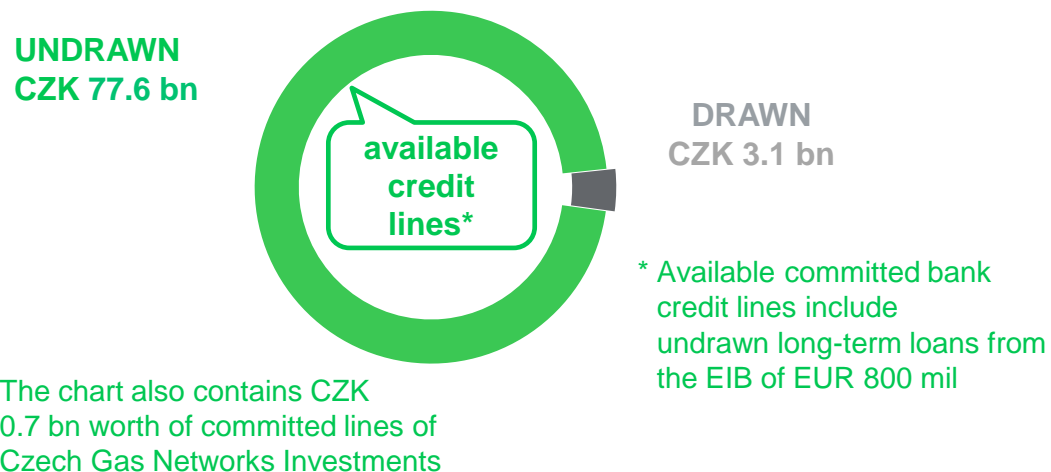 UNDRAWN
CZK 77.6 bn
available
credit
lines*
DRAWN
CZK 3.1 bn
* Available committed bank
credit lines include
undrawn long-term loans from
the EIB of EUR 800 mil
The chart also contains CZK
0.7 bn worth of committed lines of
Czech Gas Networks Investments